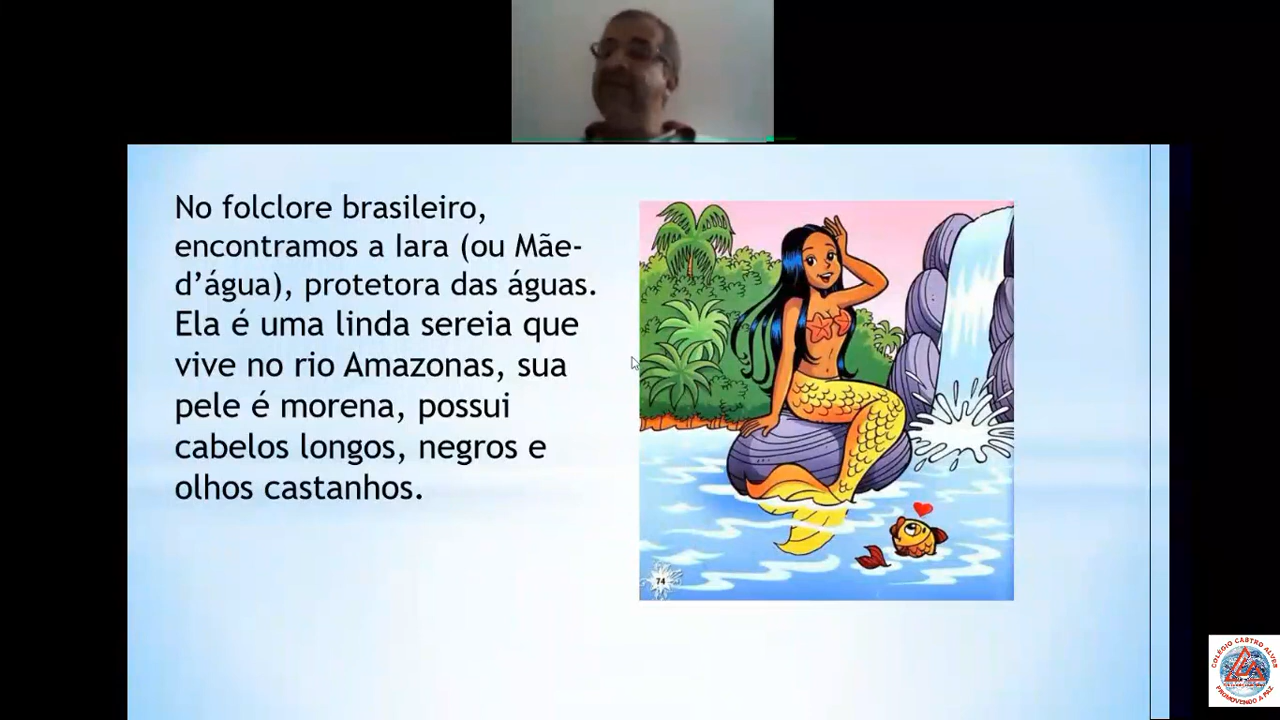 No folclore brasileiro,
encontramos a Iara (ou Mãe-
d’água), protetora das águas.
Ela é uma linda sereia que
vive no rio Amazonas, sua
pele é morena, possui
cabelos longos, negros e
olhos castanhos.
74
COLÉGIO CASTRO ALVES
PROMOVENDO A PAZ